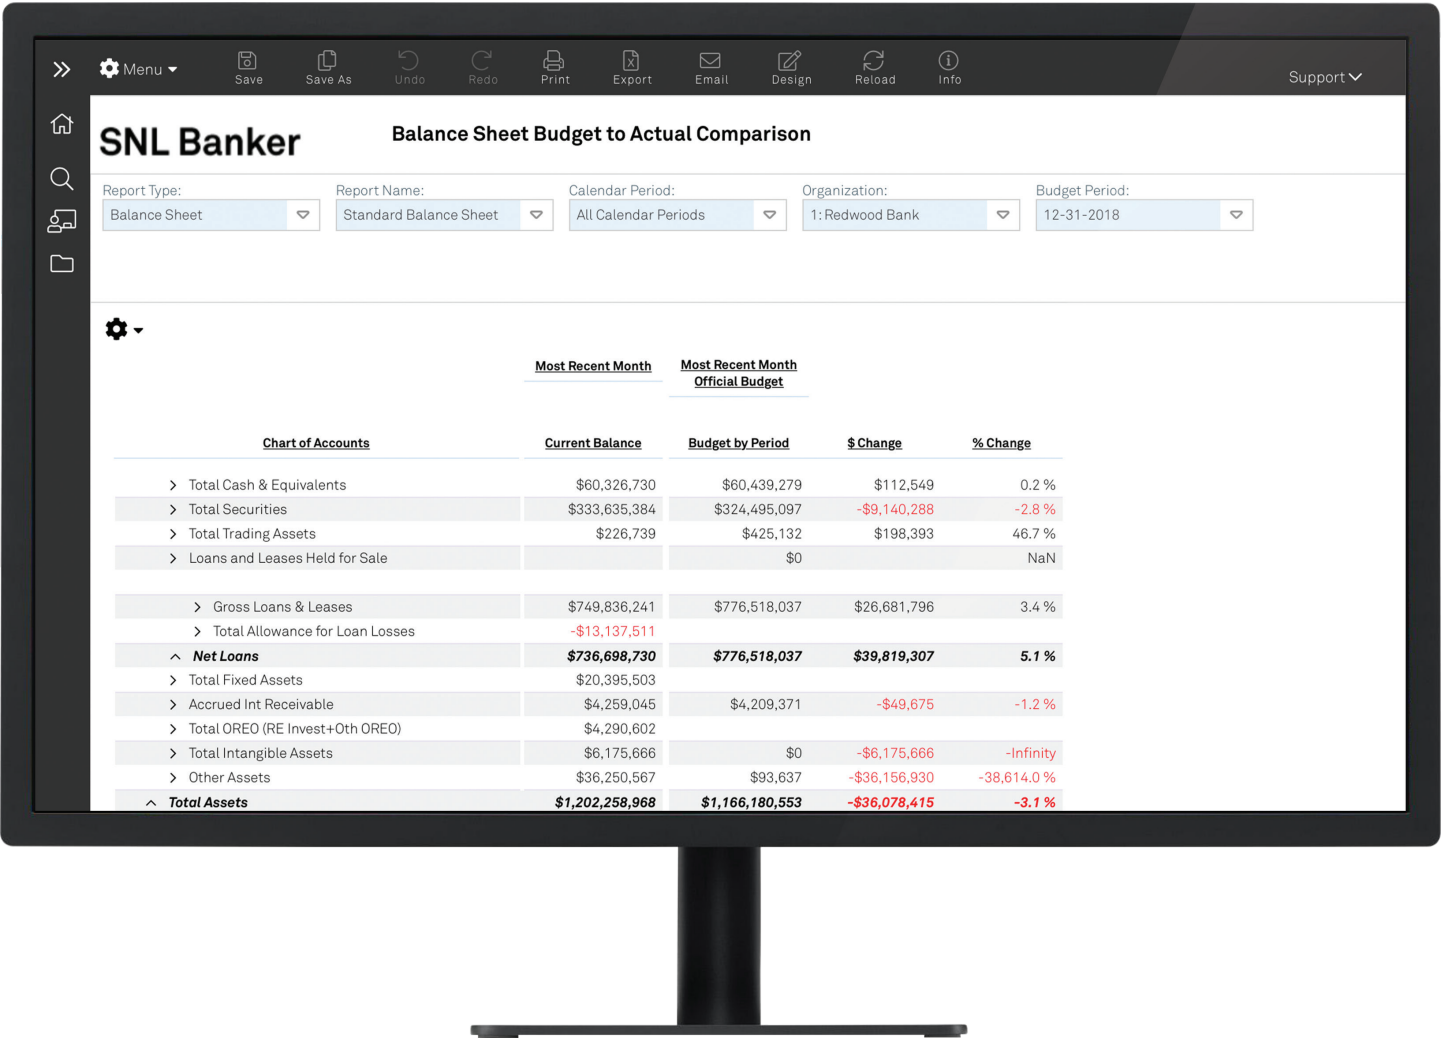 Menu
Save
Save As
Undo
Redo
Print
Export
Email
Design
Reload
Info
Support
SNL Banker
Balance Sheet Budget to Actual Comparison
Report Type: Report Name: Calendar Period: Organization: Budget Period:
Balance Sheet Standard Balance Sheet All Calendar Periods 1: Redwood Bank 12-31-2018
Most Recent Month Most Recent Month
Official Budget
Chart of Accounts Current Balance Budget by Period $ Change % Change
Total Cash & Equivalents $60,326,730 $60,439,279 $112,549 0.2 %
Total Securities $333,635,384 $324,495,097 -$9,140,288 -2.8 %
Total Trading Assets $226,739 $425,132 $198,393 46.7 %
Loans and Leases Held for Sale $0 NaN
Gross Loans & Leases $749,836,241 $776,518,037 $26,681,796 3.4 %
Total Allowance for Loan Losses -$13,137,511
Net Loans $736,698,730 $776,518,037 $39,819,307 5.1 %
Total Fixed Assets $20,395,503
Accrued Int Receivable $4,259,045 $4,209,371 -$49,675 -1.2 %
Total OREO (RE Invest+Oth OREO) $4,290,602
Total Intangible Assets $6,175,666 $0 -$6,175,666 -Infinity
Other Assets $36,250,567 $93,637 -$36,156,930 -38,614.0 %
Total Assets $1,202,258,968 $1,166,180,553 -$36,078,415 -3.1 %